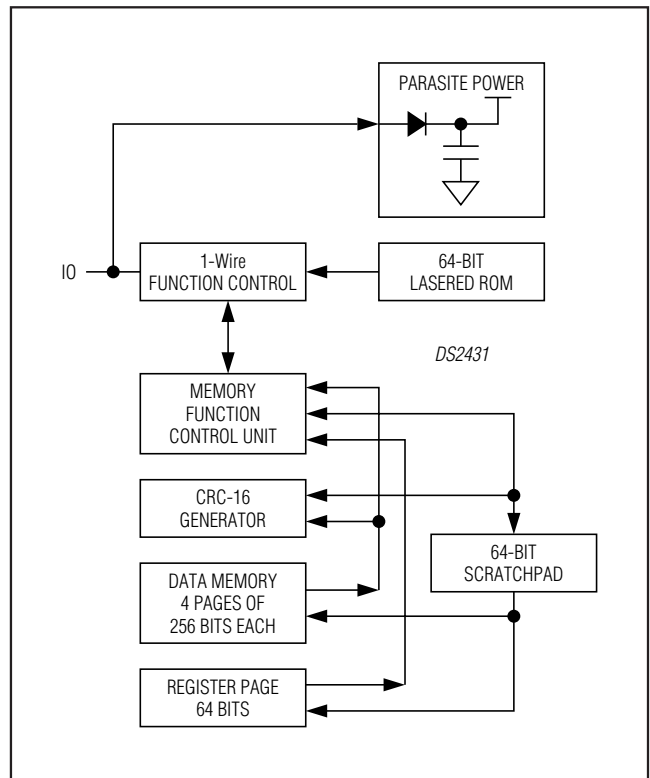 PARASITE POWER
IO
1-Wire
FUNCTION CONTROL
64-BIT
LASERED ROM
DS2431
MEMORY
FUNCTION
CONTROL UNIT
CRC-16
GENERATOR
64-BIT
SCRATCHPAD
DATA MEMORY
4 PAGES OF
256 BITS EACH
REGISTER PAGE
64 BITS